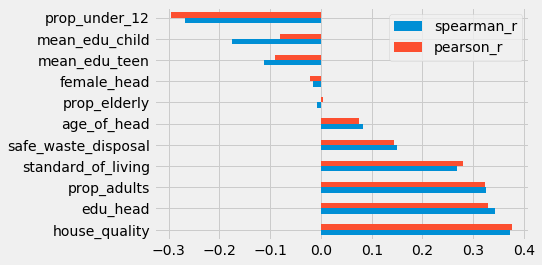 prop_under_12
mean_edu_child
mean_edu_teen
female_head
prop_elderly
age_of_head
safe_waste_disposal
standard_of_living
prop_adults
edu_head
house_quality
spearman_r
pearson_r
−0.3 −0.2 −0.1 0.0 0.1 0.2 0.3 0.4